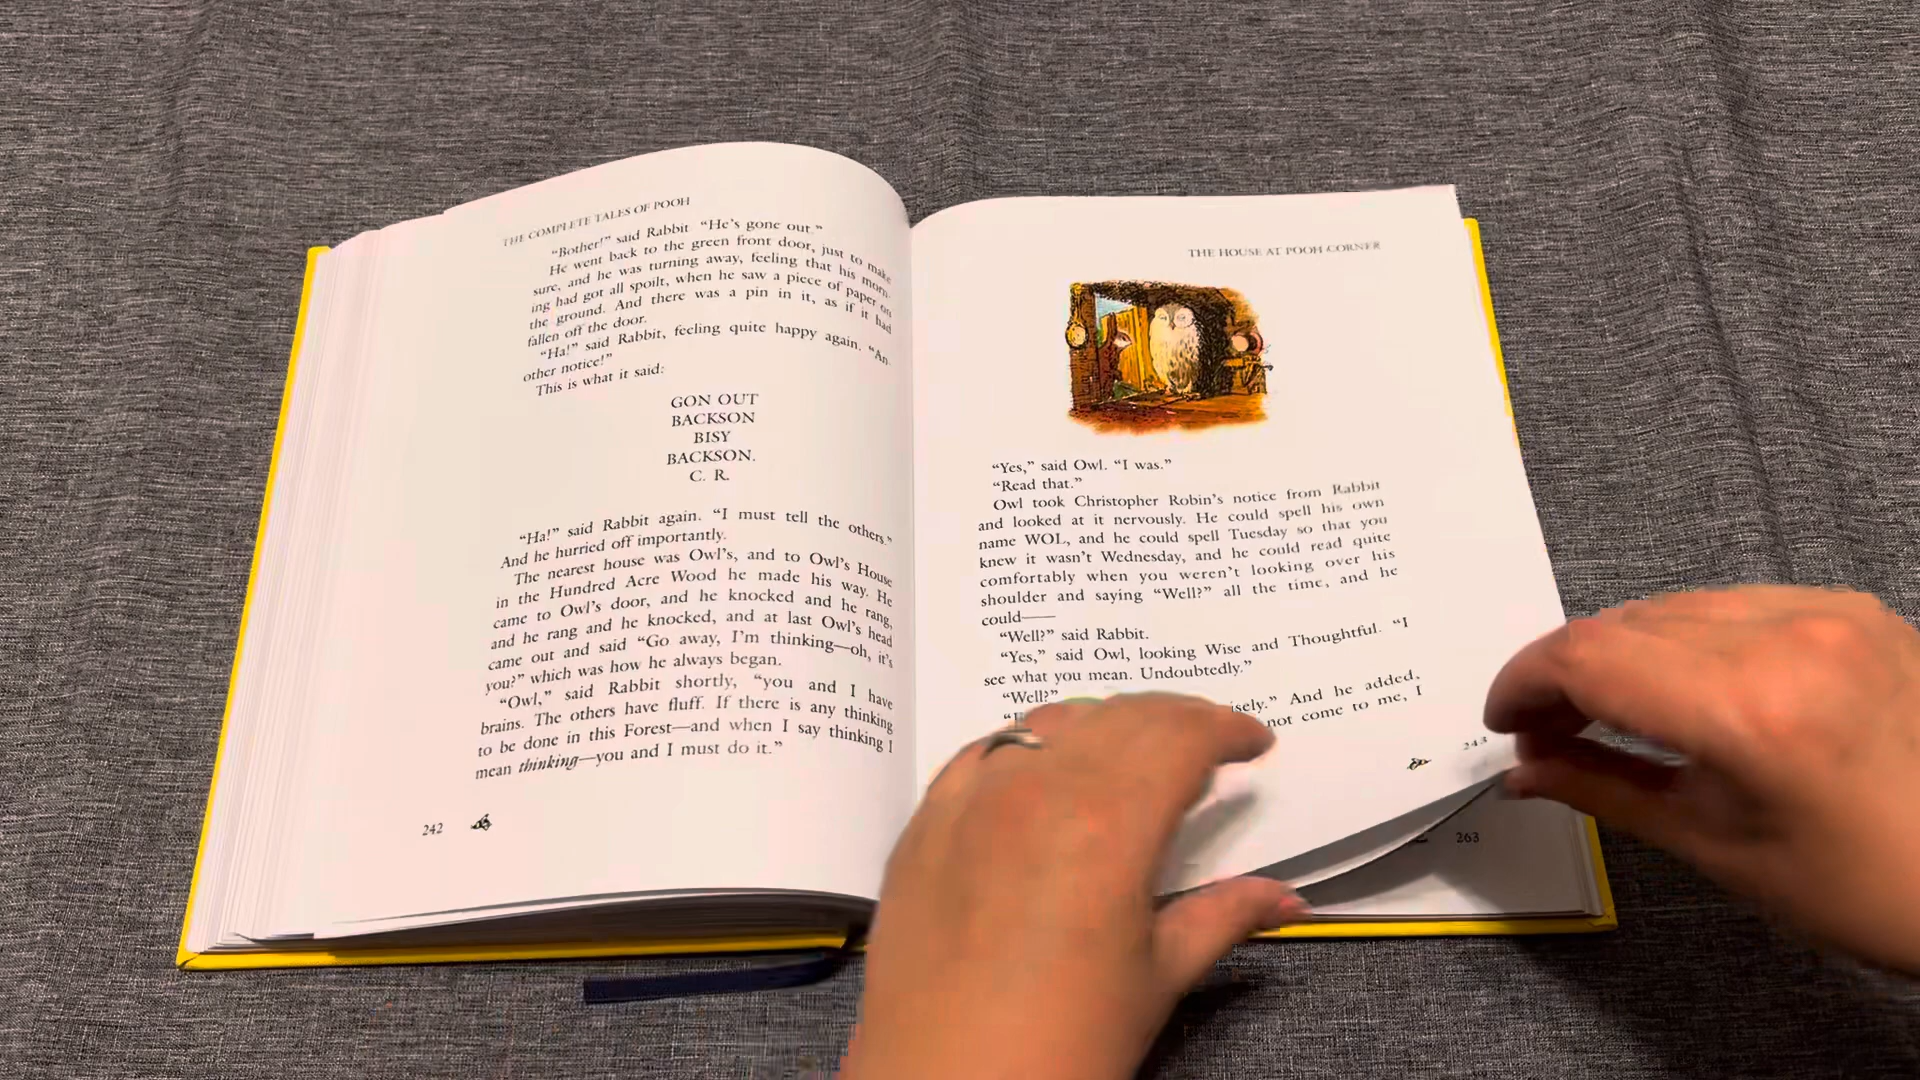 THE COMPLETE TALES OF POOH
“Bother!” said Rabbit “He’s gone out.”
He went back to the green front door, just to make
sure, and he was turning away, feeling that his morn-
ing had got all spoilt, when he saw a piece of paper on
the ground. And there was a pin in it, as if it had
fallen off the door.
“Ha!” said Rabbit, feeling quite happy again. “An-
other notice!”
This is what it said:
GON OUT
BACKSON
BISY
BACKSON.
C. R.
“Ha!” said Rabbit again. “I must tell the others.”
And he hurried off importantly.
The nearest house was Owl’s, and to Owl’s House
in the Hundred Acre Wood he made his way. He
came to Owl’s door, and he knocked and he rang,
and he rang and he knocked, and at last Owl’s head
came out and said “Go away, I’m thinking—oh, it’s
you?” which was how he always began.
“Owl,” said Rabbit shortly, “you and I have
brains. The others have fluff. If there is any thinking
to be done in this Forest—and when I say thinking I
mean thinking—you and I must do it.”
242
THE HOUSE AT POOH CORNER
“Yes,” said Owl. “I was.”
“Read that.”
Owl took Christopher Robin’s notice from Rabbit
and looked at it nervously. He could spell his own
name WOL, and he could spell Tuesday so that you
knew it wasn’t Wednesday, and he could read quite
comfortably when you weren’t looking over his
shoulder and saying “Well?” all the time, and he
could——
“Well?” said Rabbit.
“Yes,” said Owl, looking Wise and Thoughtful. “I
see what you mean. Undoubtedly.”
“Well?”
And he added,
not come to me, I
243
263